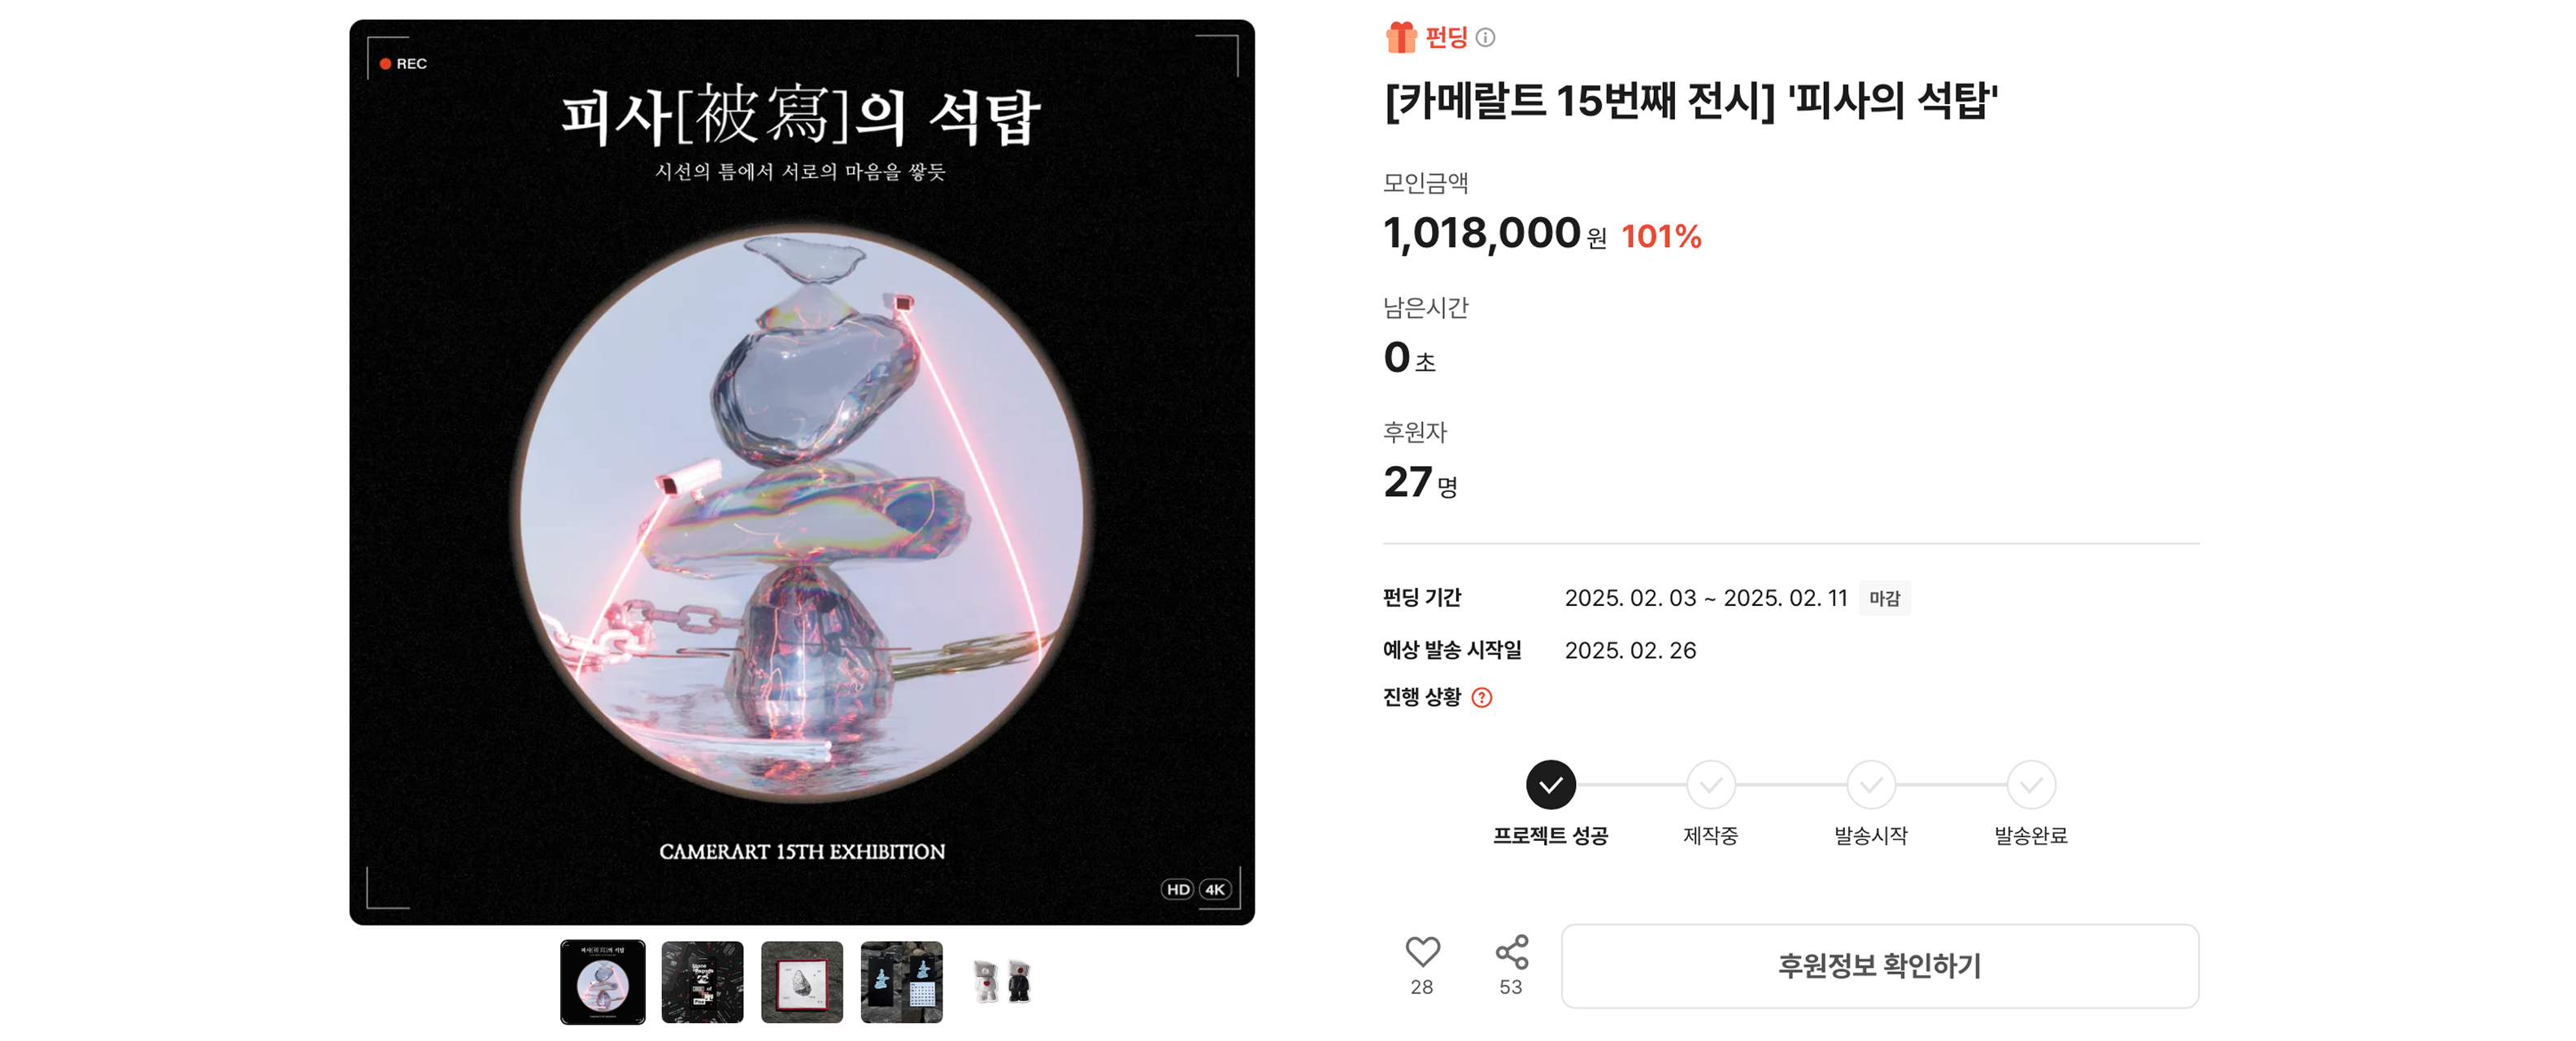 REC
피사[被寫]의 석탑
시선의 틈에서 서로의 마음을 쌓듯
CAMERART 15TH EXHIBITION
HD 4K
펀딩
[카메랄트 15번째 전시] '피사의 석탑'
모인금액
1,018,000원 101%
남은시간
0초
후원자
27명
펀딩 기간 2025. 02. 03 ~ 2025. 02. 11 마감
예상 발송 시작일 2025. 02. 26
진행 상황 ?
프로젝트 성공 제작중 발송시작 발송완료
28 53 후원정보 확인하기